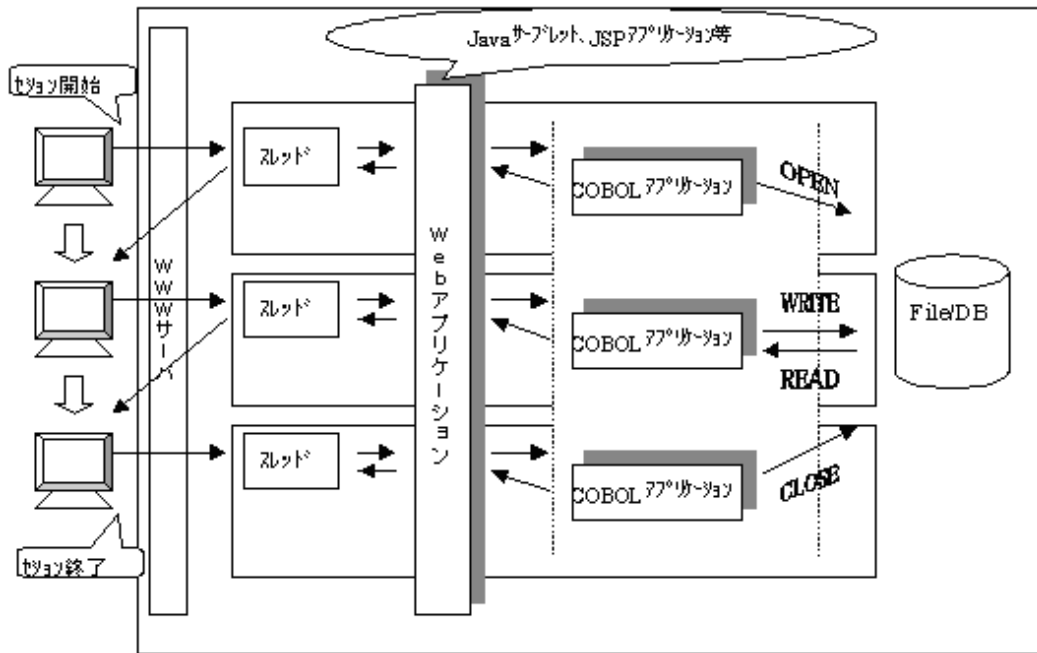 Javaｻｰﾌﾞﾚｯﾄ、JSPｱﾌﾟﾘｹｰｼｮﾝ等
ｾｼｮﾝ開始
ｽﾚｯﾄﾞ
COBOL ｱﾌﾟﾘｹｰｼｮﾝ
OPEN
WWWサーバ
Webアプリケーション
ｽﾚｯﾄﾞ
COBOL ｱﾌﾟﾘｹｰｼｮﾝ
WRITE
READ
File/DB
ｽﾚｯﾄﾞ
COBOL ｱﾌﾟﾘｹｰｼｮﾝ
CLOSE
ｾｼｮﾝ終了